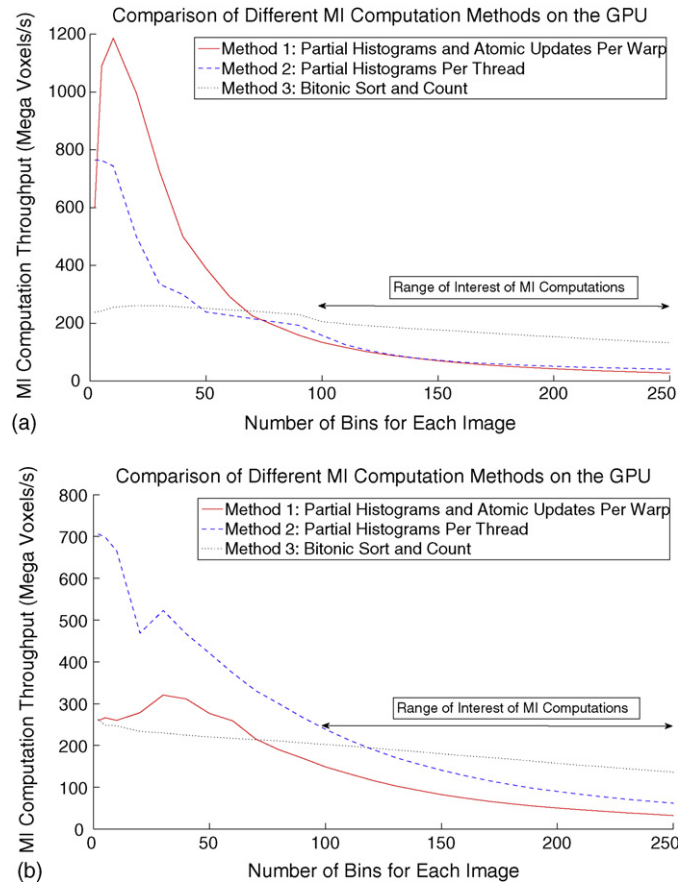 Comparison of Different MI Computation Methods on the GPU
1200
1000
800
600
400
200
0
MI Computation Throughput (Mega Voxels/s)
Method 1: Partial Histograms and Atomic Updates Per Warp
Method 2: Partial Histograms Per Thread
Method 3: Bitonic Sort and Count
Range of Interest of MI Computations
0 50 100 150 200 250
Number of Bins for Each Image
(a)
Comparison of Different MI Computation Methods on the GPU
800
700
600
500
400
300
200
100
0
MI Computation Throughput (Mega Voxels/s)
Method 1: Partial Histograms and Atomic Updates Per Warp
Method 2: Partial Histograms Per Thread
Method 3: Bitonic Sort and Count
Range of Interest of MI Computations
0 50 100 150 200 250
Number of Bins for Each Image
(b)